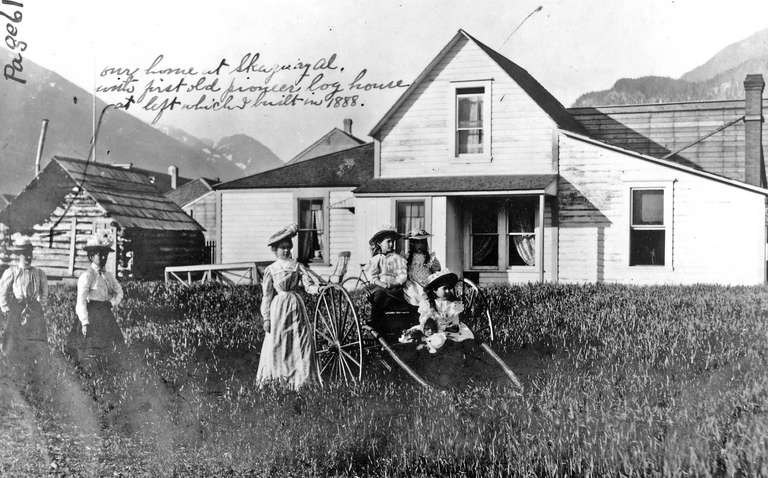 Page 61
our home at Skaguay al.
with first old pioneer log house
at left which I built in 1888.